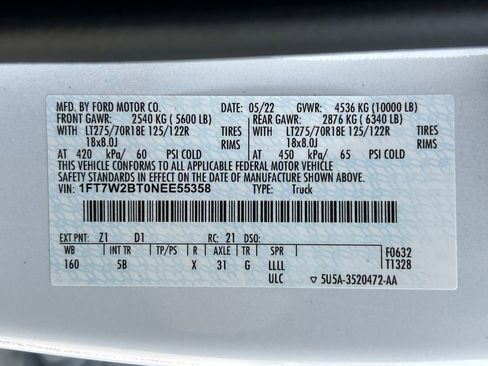 MFD. BY FORD MOTOR CO. DATE: 05/22 GVWR: 4536 KG (10000 LB)
FRONT GAWR: 2540 KG ( 5600 LB) REAR GAWR: 2876 KG ( 6340 LB)
WITH LT275/70R18E 125/122R TIRES WITH LT275/70R18E 125/122R TIRES
18x8.0J RIMS 18x8.0J RIMS
AT 420 kPa/ 60 PSI COLD AT 450 kPa/ 65 PSI COLD
THIS VEHICLE CONFORMS TO ALL APPLICABLE FEDERAL MOTOR VEHICLE
SAFETY STANDARDS IN EFFECT ON THE DATE OF MANUFACTURE SHOWN ABOVE.
VIN: 1FT7W2BT0NEE55358 TYPE: Truck
EXT PNT: Z1 D1 RC: 21 DSO:
WB INT TR TP/PS R AXLE TR SPR F0632
160 5B X 31 G LLLL T1328
ULC ▽ 5U5A-3520472-AA